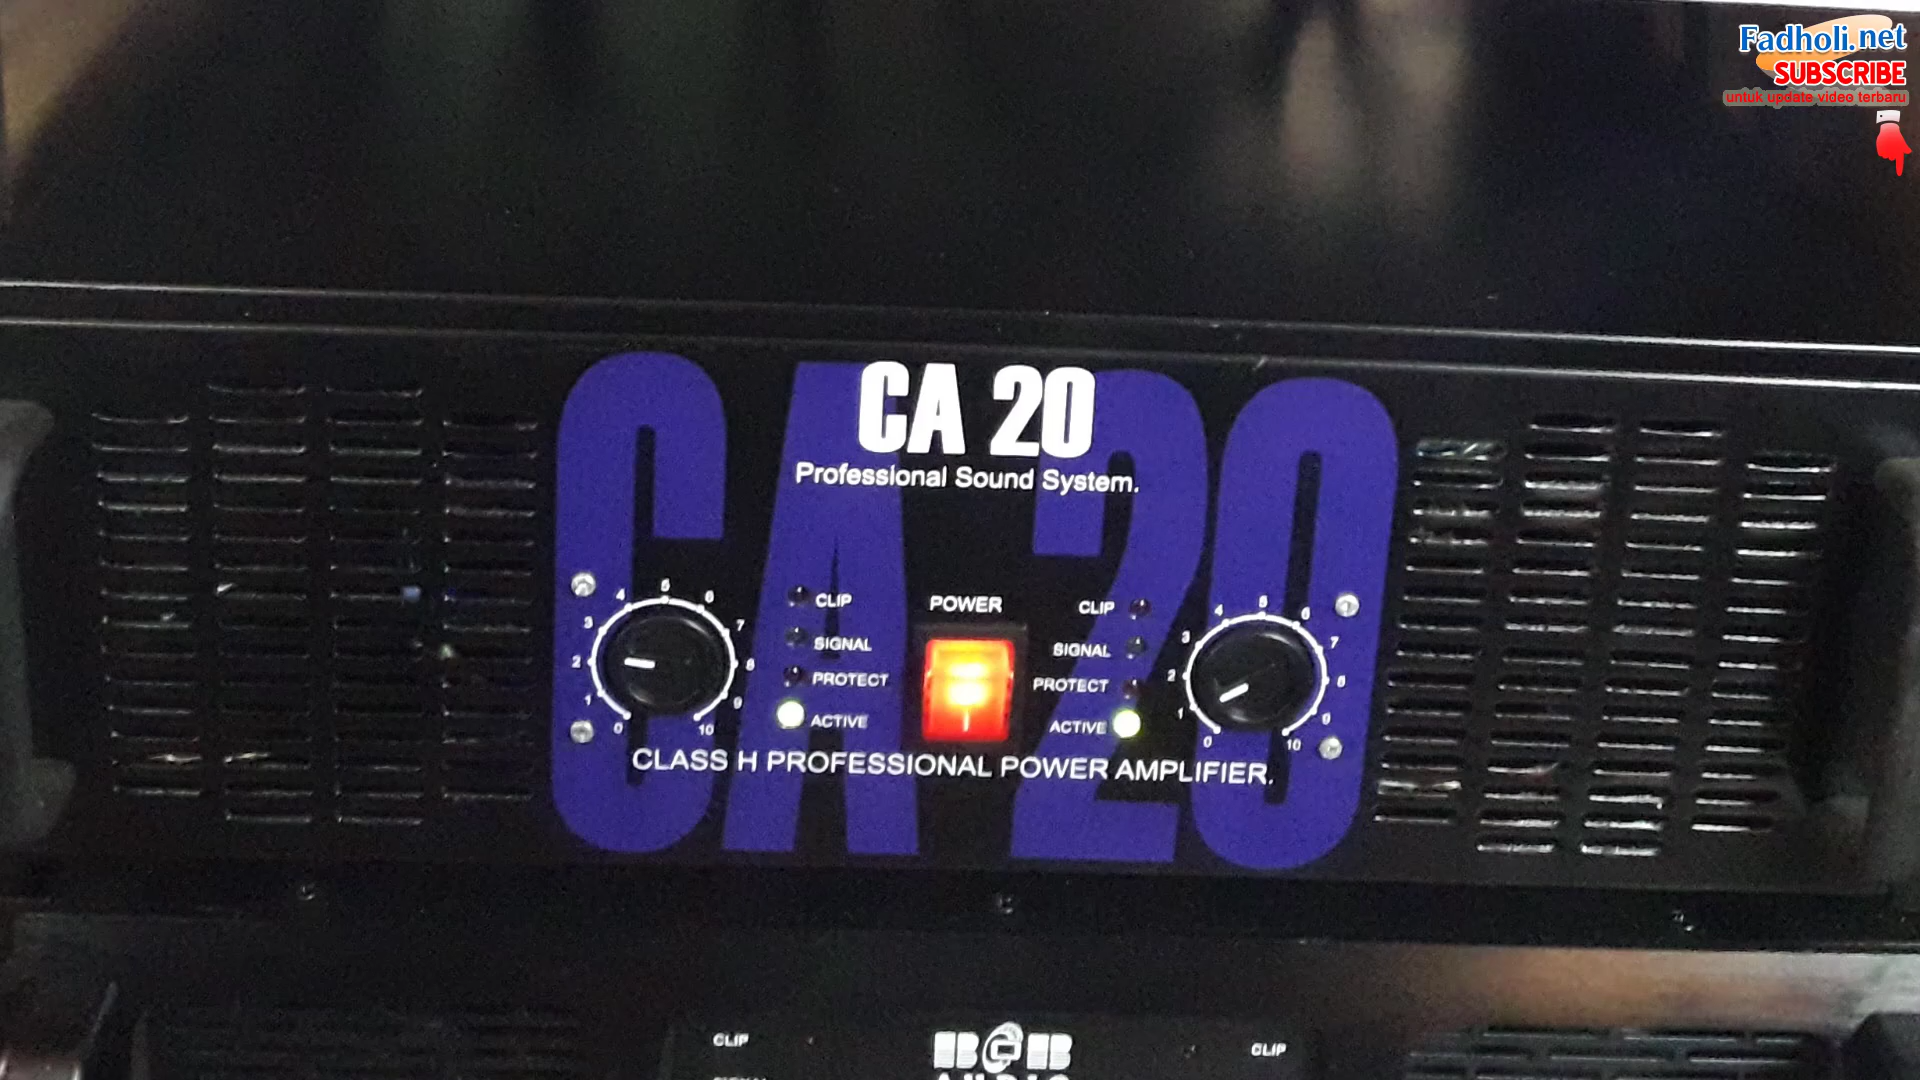 Fadholi.net
SUBSCRIBE
untuk update video terbaru
CA 20
CA 20
Professional Sound System.
0 1 2 3 4 5 6 7 8 9 10
CLIP
SIGNAL
PROTECT
ACTIVE
POWER
CLIP
SIGNAL
PROTECT
ACTIVE
0 1 2 3 4 5 6 7 8 9 10
CLASS H PROFESSIONAL POWER AMPLIFIER.
CLIP
CLIP